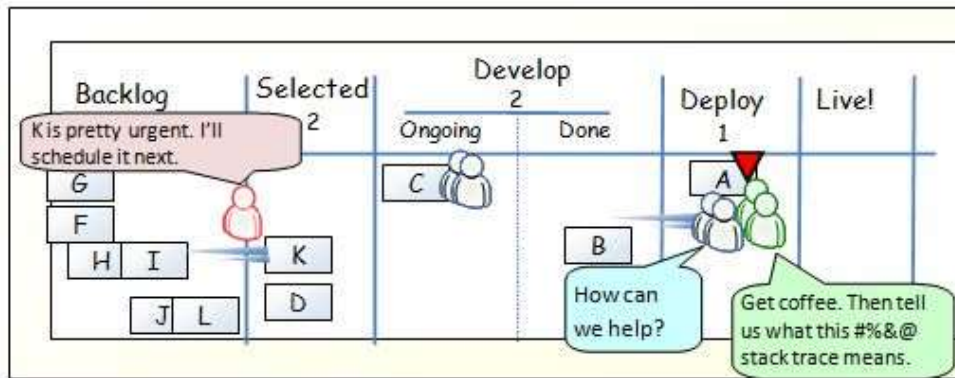 Backlog
Selected
2
Develop
2
Ongoing
Done
Deploy
1
Live!
K is pretty urgent. I'll
schedule it next.
G
F
H I
J L
K
D
C
B
A
How can
we help?
Get coffee. Then tell
us what this #%&@
stack trace means.